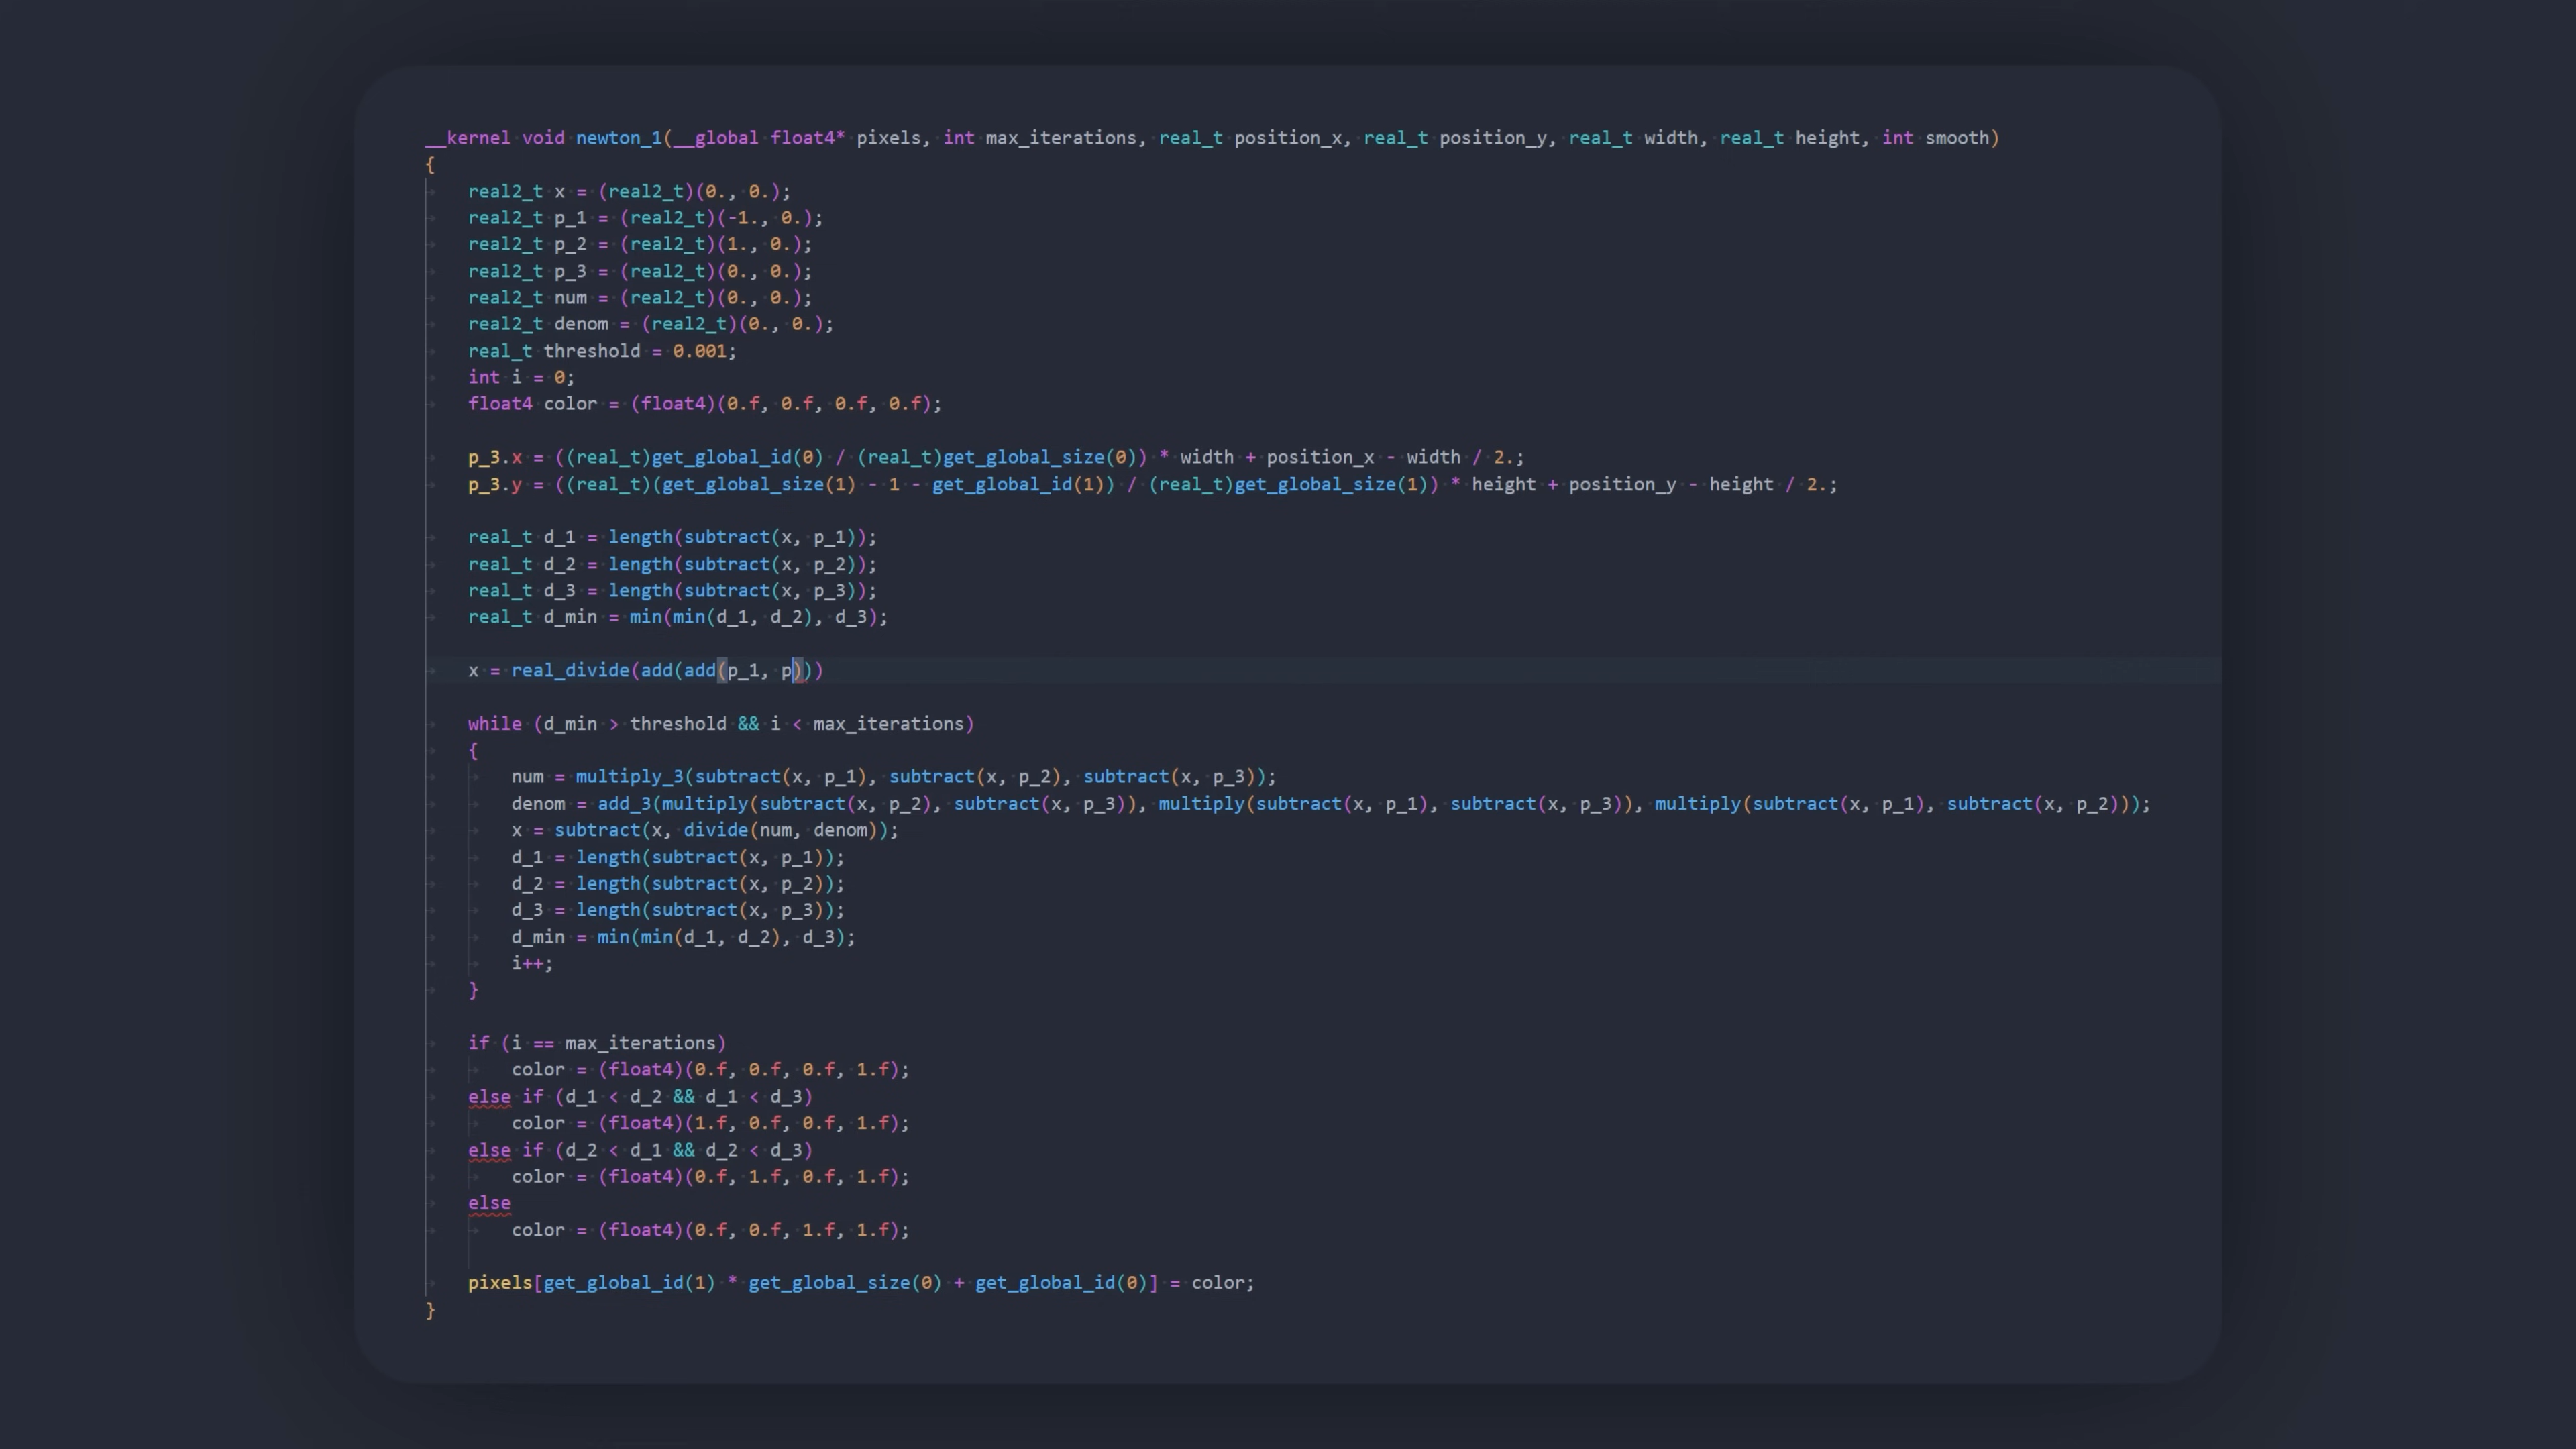 __kernel void newton_1(__global float4* pixels, int max_iterations, real_t position_x, real_t position_y, real_t width, real_t height, int smooth)
{
real2_t x = (real2_t)(0., 0.);
real2_t p_1 = (real2_t)(-1., 0.);
real2_t p_2 = (real2_t)(1., 0.);
real2_t p_3 = (real2_t)(0., 0.);
real2_t num = (real2_t)(0., 0.);
real2_t denom = (real2_t)(0., 0.);
real_t threshold = 0.001;
int i = 0;
float4 color = (float4)(0.f, 0.f, 0.f, 0.f);
p_3.x = ((real_t)get_global_id(0) / (real_t)get_global_size(0)) * width + position_x - width / 2.;
p_3.y = ((real_t)(get_global_size(1) - 1 - get_global_id(1)) / (real_t)get_global_size(1)) * height + position_y - height / 2.;
real_t d_1 = length(subtract(x, p_1));
real_t d_2 = length(subtract(x, p_2));
real_t d_3 = length(subtract(x, p_3));
real_t d_min = min(min(d_1, d_2), d_3);
x = real_divide(add(add(p_1, p)))
while (d_min > threshold && i < max_iterations)
{
num = multiply_3(subtract(x, p_1), subtract(x, p_2), subtract(x, p_3));
denom = add_3(multiply(subtract(x, p_2), subtract(x, p_3)), multiply(subtract(x, p_1), subtract(x, p_3)), multiply(subtract(x, p_1), subtract(x, p_2)));
x = subtract(x, divide(num, denom));
d_1 = length(subtract(x, p_1));
d_2 = length(subtract(x, p_2));
d_3 = length(subtract(x, p_3));
d_min = min(min(d_1, d_2), d_3);
i++;
}
if (i == max_iterations)
color = (float4)(0.f, 0.f, 0.f, 1.f);
else if (d_1 < d_2 && d_1 < d_3)
color = (float4)(1.f, 0.f, 0.f, 1.f);
else if (d_2 < d_1 && d_2 < d_3)
color = (float4)(0.f, 1.f, 0.f, 1.f);
else
color = (float4)(0.f, 0.f, 1.f, 1.f);
pixels[get_global_id(1) * get_global_size(0) + get_global_id(0)] = color;
}